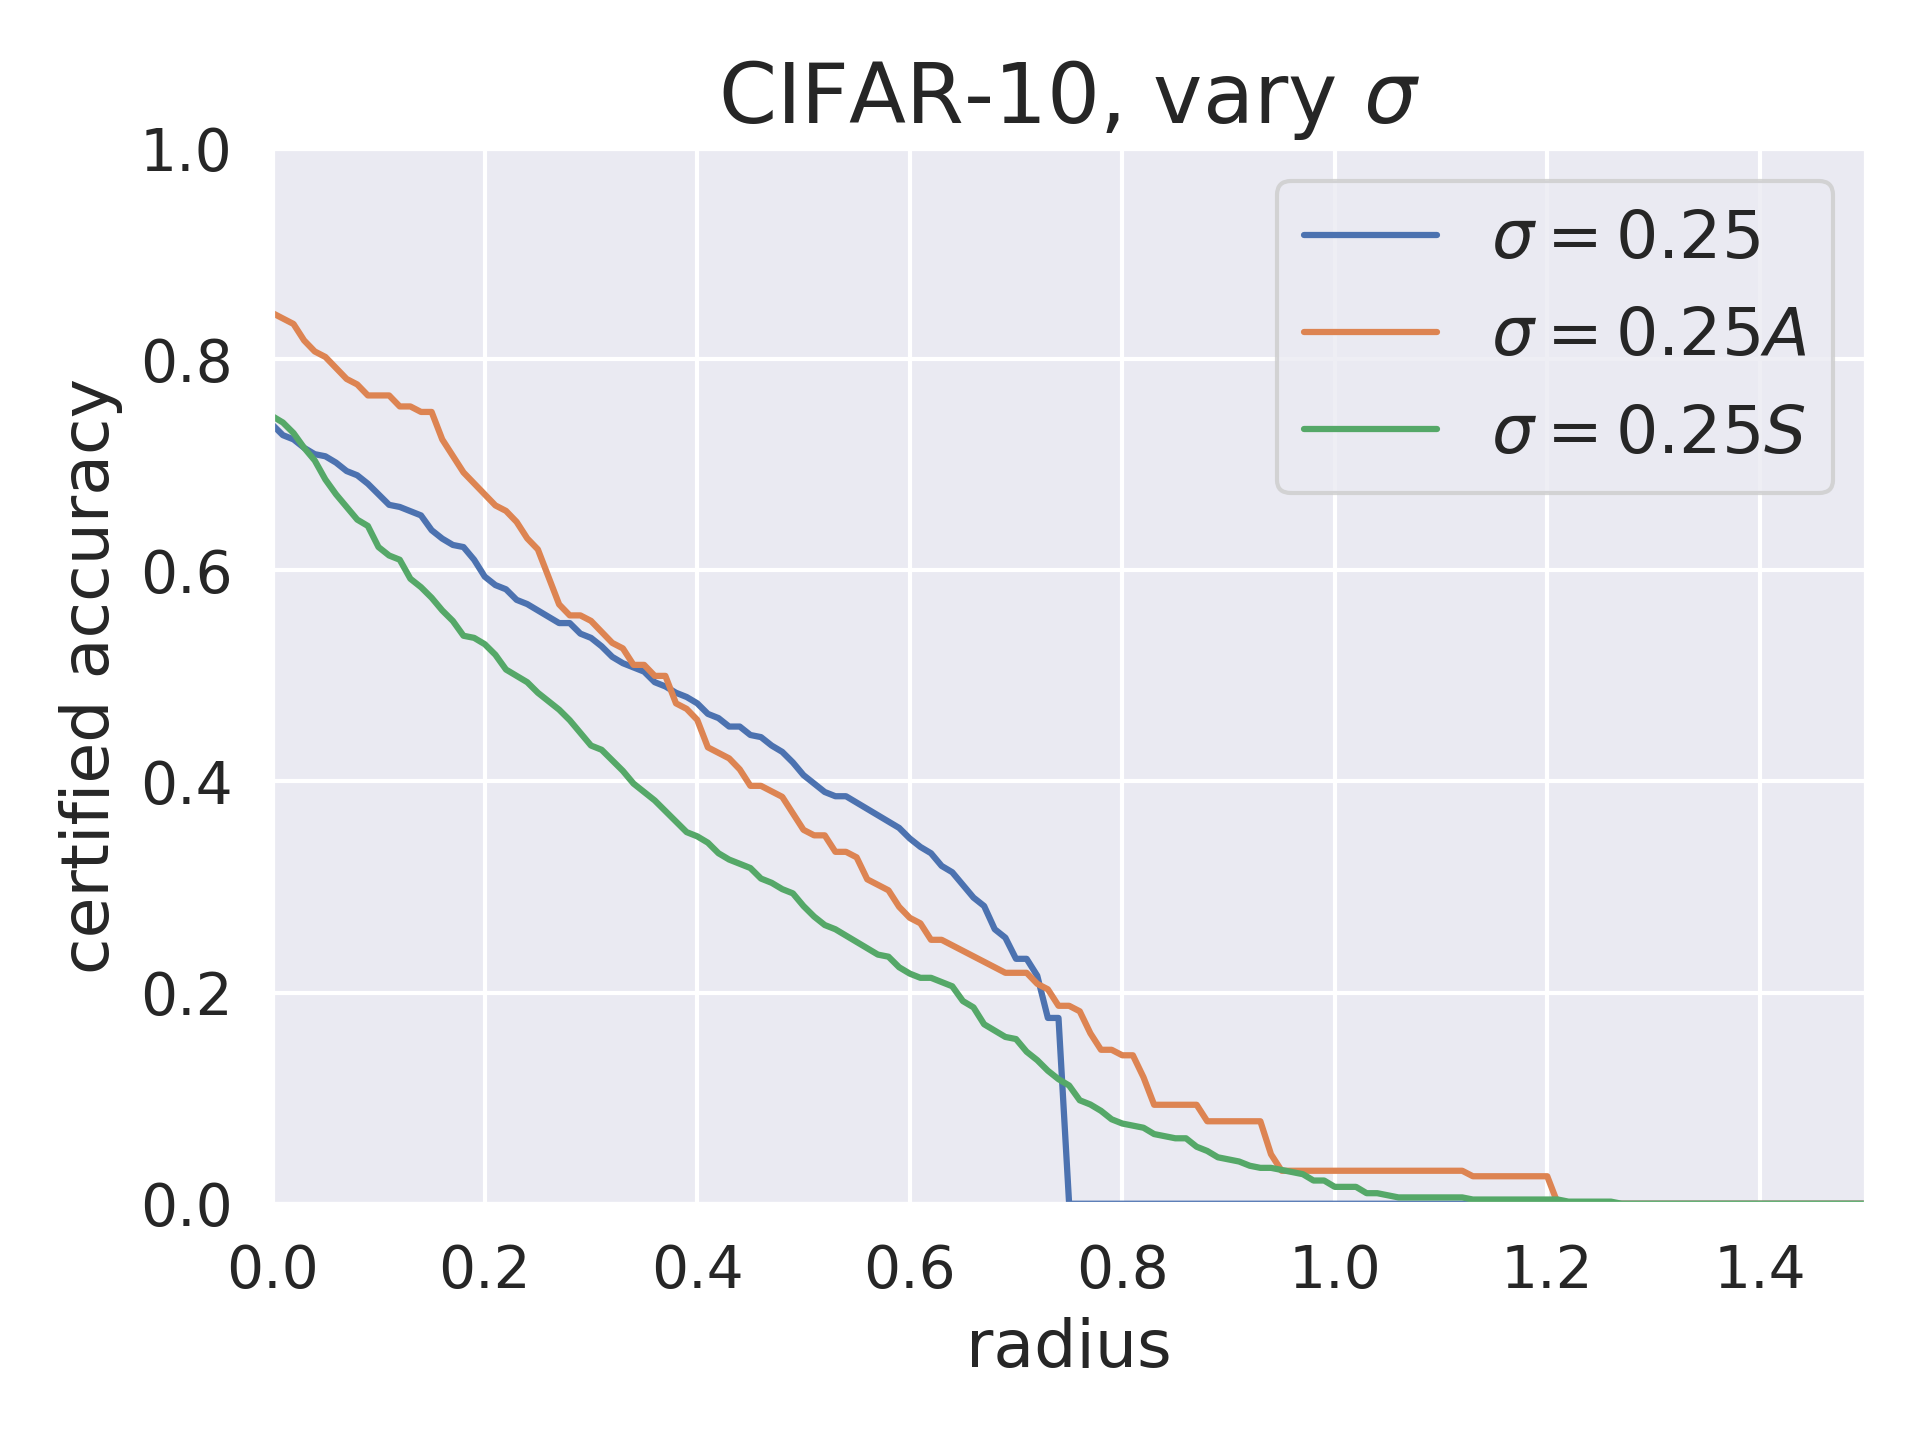 CIFAR-10, vary σ
certified accuracy
1.0
0.8
0.6
0.4
0.2
0.0
σ = 0.25
σ = 0.25A
σ = 0.25S
0.0 0.2 0.4 0.6 0.8 1.0 1.2 1.4
radius